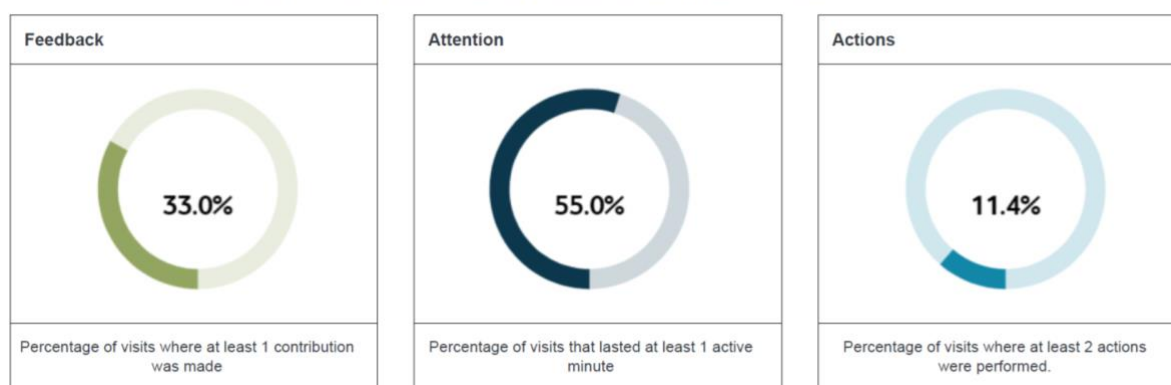 Feedback
33.0%
Percentage of visits where at least 1 contribution
was made
Attention
55.0%
Percentage of visits that lasted at least 1 active
minute
Actions
11.4%
Percentage of visits where at least 2 actions
were performed.